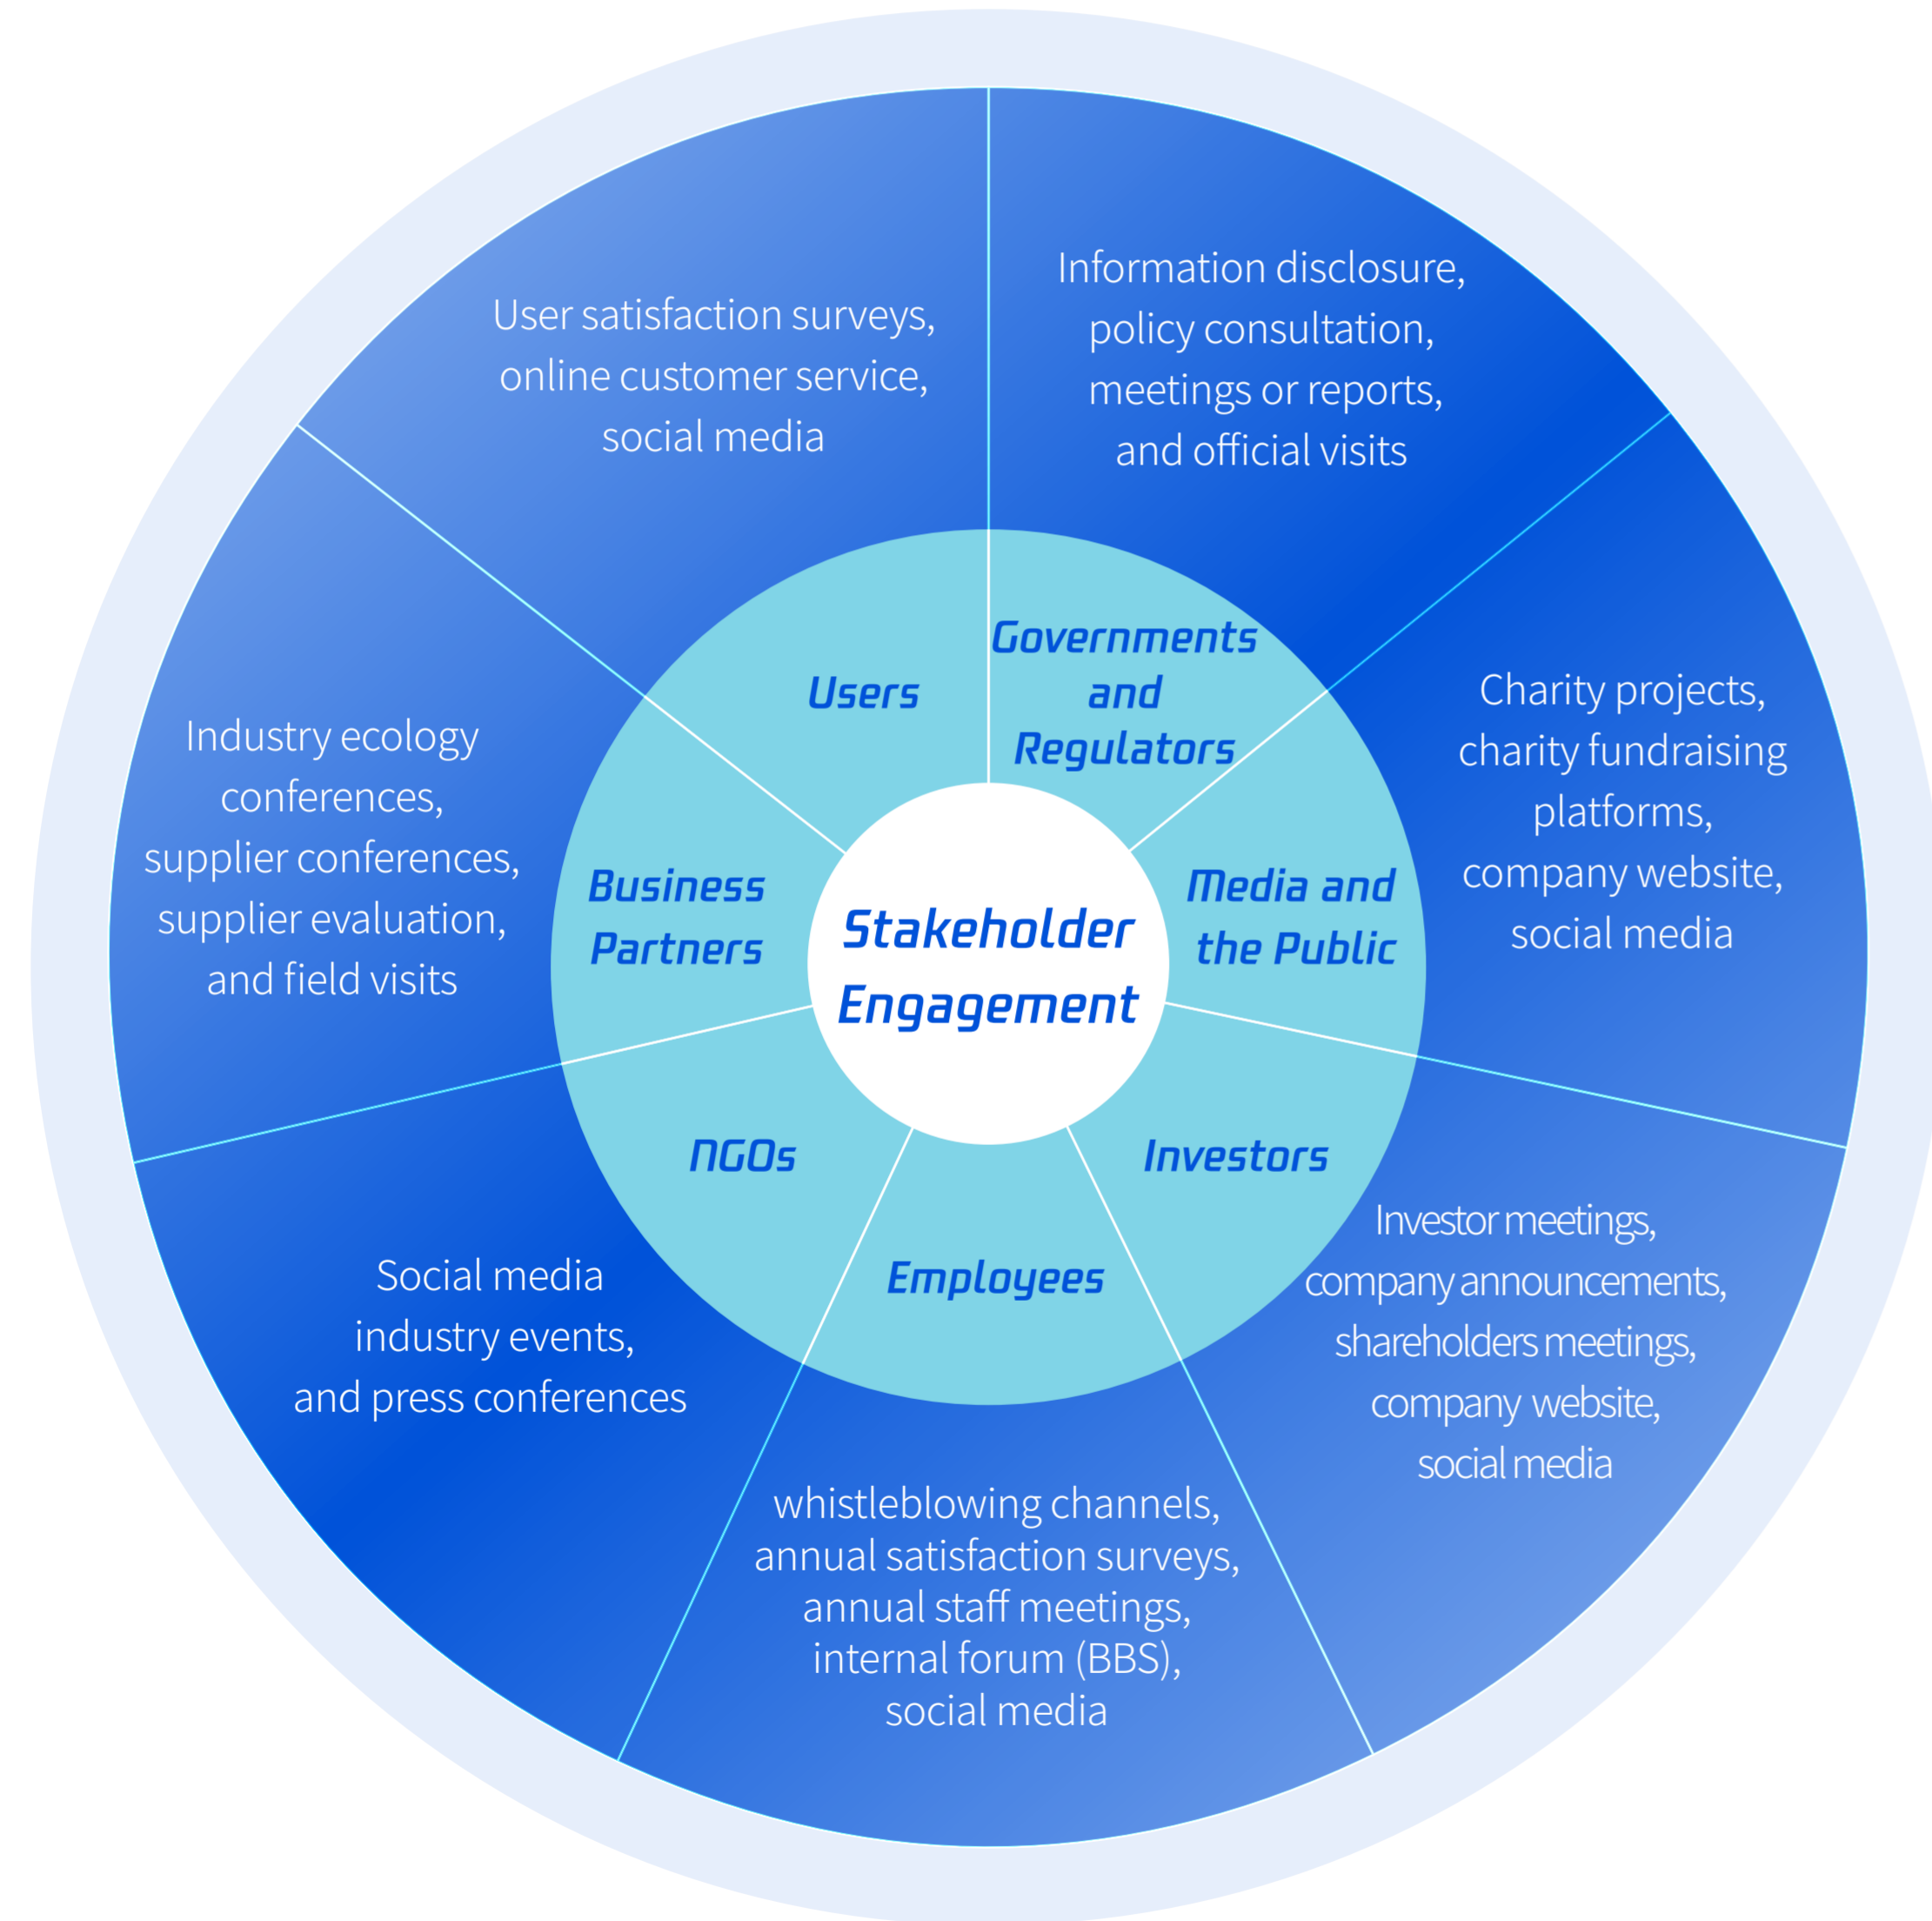 Stakeholder
Engagement
Governments
and
Regulators
Information disclosure,
policy consultation,
meetings or reports,
and official visits
Media and
the Public
Charity projects,
charity fundraising
platforms,
company website,
social media
Investors
Investor meetings,
company announcements,
shareholders meetings,
company website,
social media
Employees
whistleblowing channels,
annual satisfaction surveys,
annual staff meetings,
internal forum (BBS),
social media
NGOs
Social media
industry events,
and press conferences
Business
Partners
Industry ecology
conferences,
supplier conferences,
supplier evaluation,
and field visits
Users
User satisfaction surveys,
online customer service,
social media